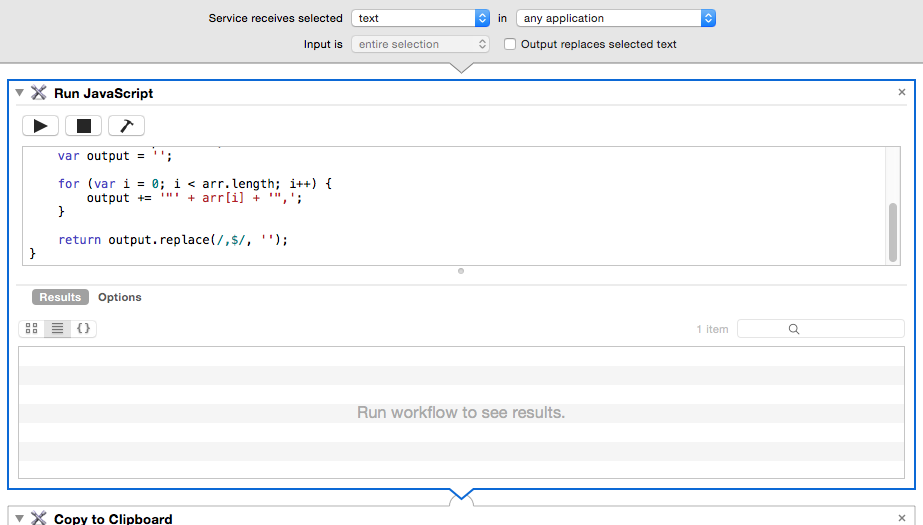 Service receives selected text in any application
Input is entire selection Output replaces selected text
Run JavaScript
var output = '';
for (var i = 0; i < arr.length; i++) {
output += '"' + arr[i] + '",';
}
return output.replace(/,$/, '');
}
Results Options
{} 1 item
Run workflow to see results.
Copy to Clipboard